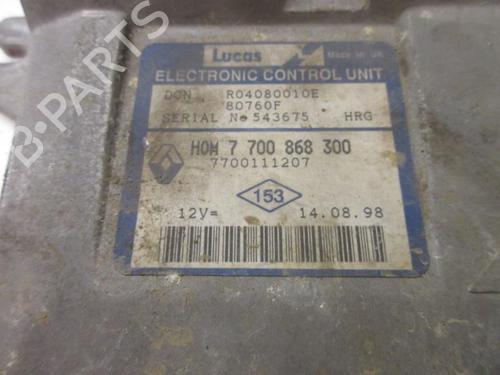 Lucas
Made in UK
ELECTRONIC CONTROL UNIT
DON R04080010E
80760F
SERIAL No 543675 HRG
HOM 7 700 868 300
7700111207
153
12V= 14.08.98
B-PARTS